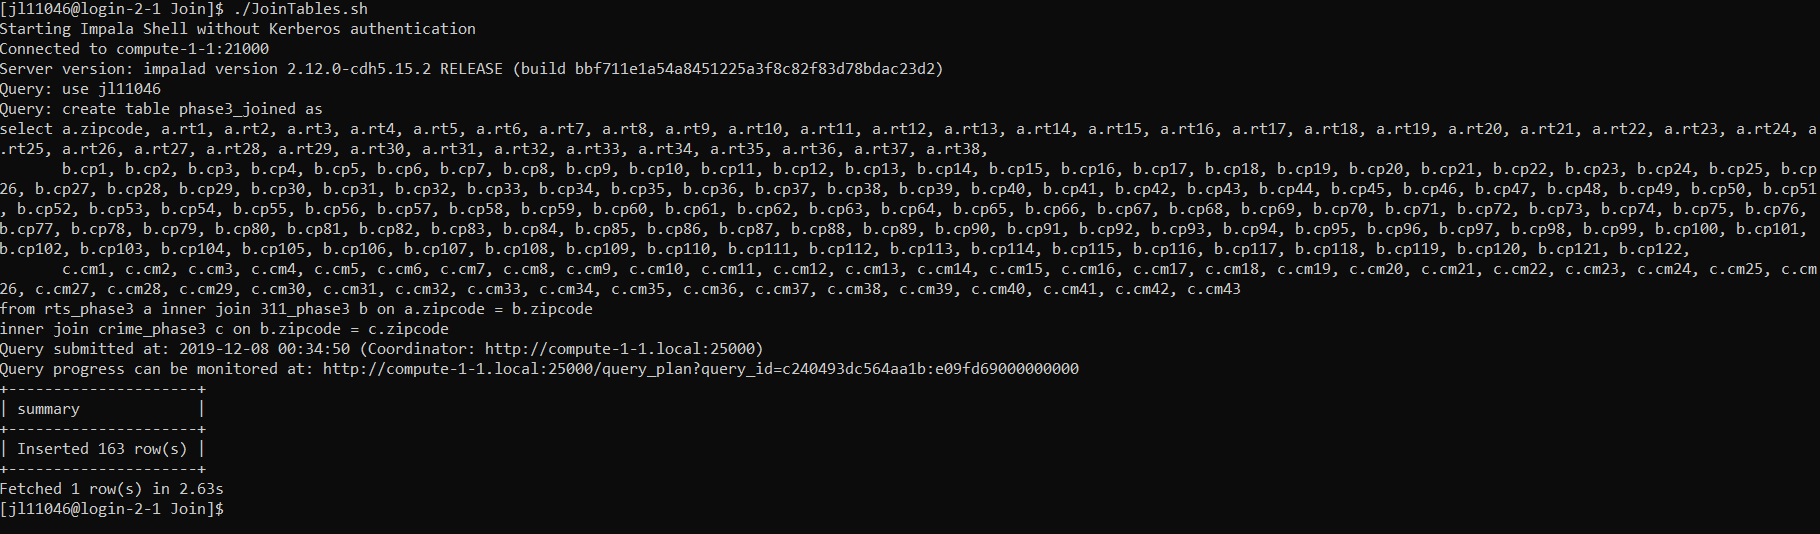 [jl11046@login-2-1 Join]$ ./JoinTables.sh
Starting Impala Shell without Kerberos authentication
Connected to compute-1-1:21000
Server version: impalad version 2.12.0-cdh5.15.2 RELEASE (build bbf711e1a54a8451225a3f8c82f83d78bdac23d2)
Query: use jl11046
Query: create table phase3_joined as
select a.zipcode, a.rt1, a.rt2, a.rt3, a.rt4, a.rt5, a.rt6, a.rt7, a.rt8, a.rt9, a.rt10, a.rt11, a.rt12, a.rt13, a.rt14, a.rt15, a.rt16, a.rt17, a.rt18, a.rt19, a.rt20, a.rt21, a.rt22, a.rt23, a.rt24, a
.rt25, a.rt26, a.rt27, a.rt28, a.rt29, a.rt30, a.rt31, a.rt32, a.rt33, a.rt34, a.rt35, a.rt36, a.rt37, a.rt38,
b.cp1, b.cp2, b.cp3, b.cp4, b.cp5, b.cp6, b.cp7, b.cp8, b.cp9, b.cp10, b.cp11, b.cp12, b.cp13, b.cp14, b.cp15, b.cp16, b.cp17, b.cp18, b.cp19, b.cp20, b.cp21, b.cp22, b.cp23, b.cp24, b.cp25, b.cp
26, b.cp27, b.cp28, b.cp29, b.cp30, b.cp31, b.cp32, b.cp33, b.cp34, b.cp35, b.cp36, b.cp37, b.cp38, b.cp39, b.cp40, b.cp41, b.cp42, b.cp43, b.cp44, b.cp45, b.cp46, b.cp47, b.cp48, b.cp49, b.cp50, b.cp51
, b.cp52, b.cp53, b.cp54, b.cp55, b.cp56, b.cp57, b.cp58, b.cp59, b.cp60, b.cp61, b.cp62, b.cp63, b.cp64, b.cp65, b.cp66, b.cp67, b.cp68, b.cp69, b.cp70, b.cp71, b.cp72, b.cp73, b.cp74, b.cp75, b.cp76,
b.cp77, b.cp78, b.cp79, b.cp80, b.cp81, b.cp82, b.cp83, b.cp84, b.cp85, b.cp86, b.cp87, b.cp88, b.cp89, b.cp90, b.cp91, b.cp92, b.cp93, b.cp94, b.cp95, b.cp96, b.cp97, b.cp98, b.cp99, b.cp100, b.cp101,
b.cp102, b.cp103, b.cp104, b.cp105, b.cp106, b.cp107, b.cp108, b.cp109, b.cp110, b.cp111, b.cp112, b.cp113, b.cp114, b.cp115, b.cp116, b.cp117, b.cp118, b.cp119, b.cp120, b.cp121, b.cp122,
c.cm1, c.cm2, c.cm3, c.cm4, c.cm5, c.cm6, c.cm7, c.cm8, c.cm9, c.cm10, c.cm11, c.cm12, c.cm13, c.cm14, c.cm15, c.cm16, c.cm17, c.cm18, c.cm19, c.cm20, c.cm21, c.cm22, c.cm23, c.cm24, c.cm25, c.cm
26, c.cm27, c.cm28, c.cm29, c.cm30, c.cm31, c.cm32, c.cm33, c.cm34, c.cm35, c.cm36, c.cm37, c.cm38, c.cm39, c.cm40, c.cm41, c.cm42, c.cm43
from rts_phase3 a inner join 311_phase3 b on a.zipcode = b.zipcode
inner join crime_phase3 c on b.zipcode = c.zipcode
Query submitted at: 2019-12-08 00:34:50 (Coordinator: http://compute-1-1.local:25000)
Query progress can be monitored at: http://compute-1-1.local:25000/query_plan?query_id=c240493dc564aa1b:e09fd69000000000
+---------------------+
| summary             |
+---------------------+
| Inserted 163 row(s) |
+---------------------+
Fetched 1 row(s) in 2.63s
[jl11046@login-2-1 Join]$